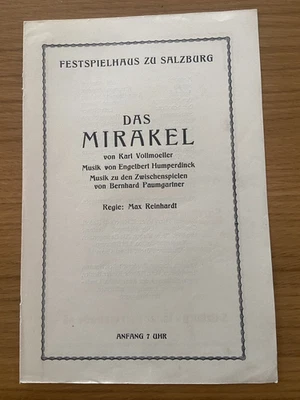 FESTSPIELHAUS ZU SALZBURG
DAS
MIRAKEL
von Karl Vollmoeller
Musik von Engelbert Humperdinck
Musik zu den Zwischenspielen
von Bernhard Paumgartner
Regie: Max Reinhardt
ANFANG 7 UHR